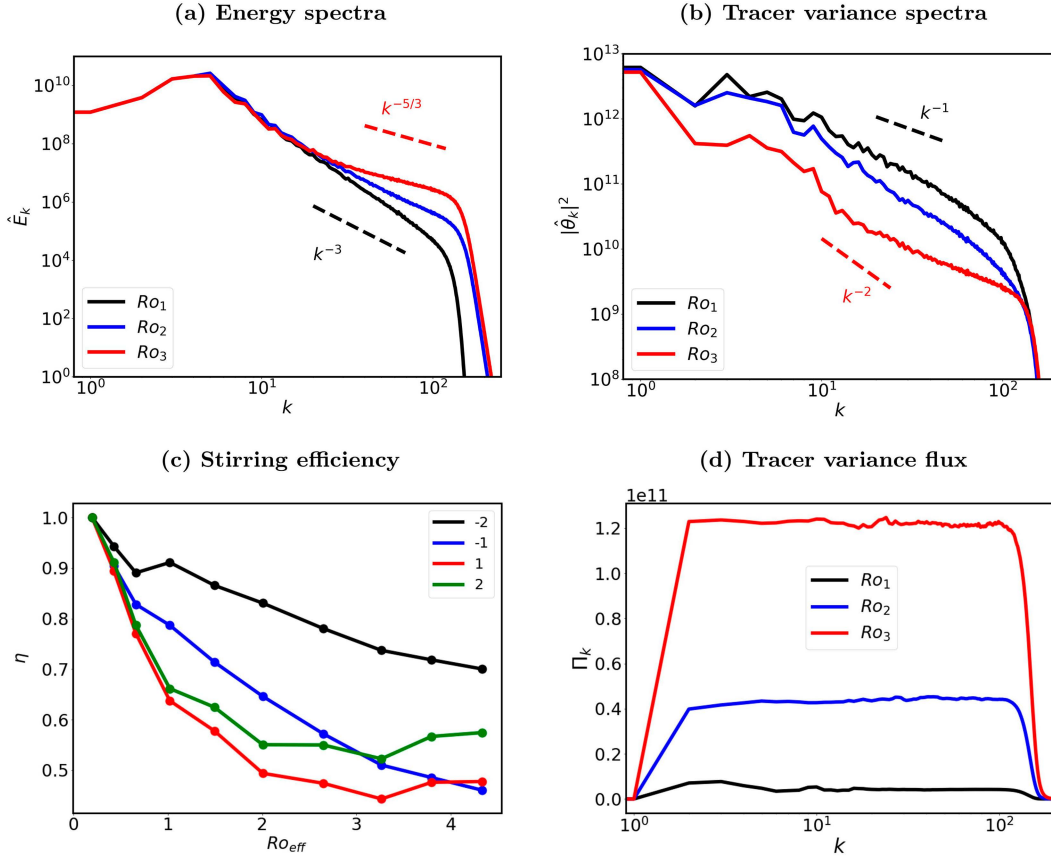 (a) Energy spectra
10^10
10^8
10^6
10^4
10^2
10^0
Ê_k
k^{-5/3}
k^{-3}
Ro_1
Ro_2
Ro_3
10^0
10^1
10^2
k
(b) Tracer variance spectra
10^13
10^12
10^11
10^10
10^9
10^8
|θ̂_k|^2
k^{-1}
k^{-2}
Ro_1
Ro_2
Ro_3
10^0
10^1
10^2
k
(c) Stirring efficiency
1.0
0.9
0.8
0.7
0.6
0.5
η
-2
-1
1
2
0
1
2
3
4
Ro_eff
(d) Tracer variance flux
1e11
1.2
1.0
0.8
0.6
0.4
0.2
0.0
Π_k
Ro_1
Ro_2
Ro_3
10^0
10^1
10^2
k